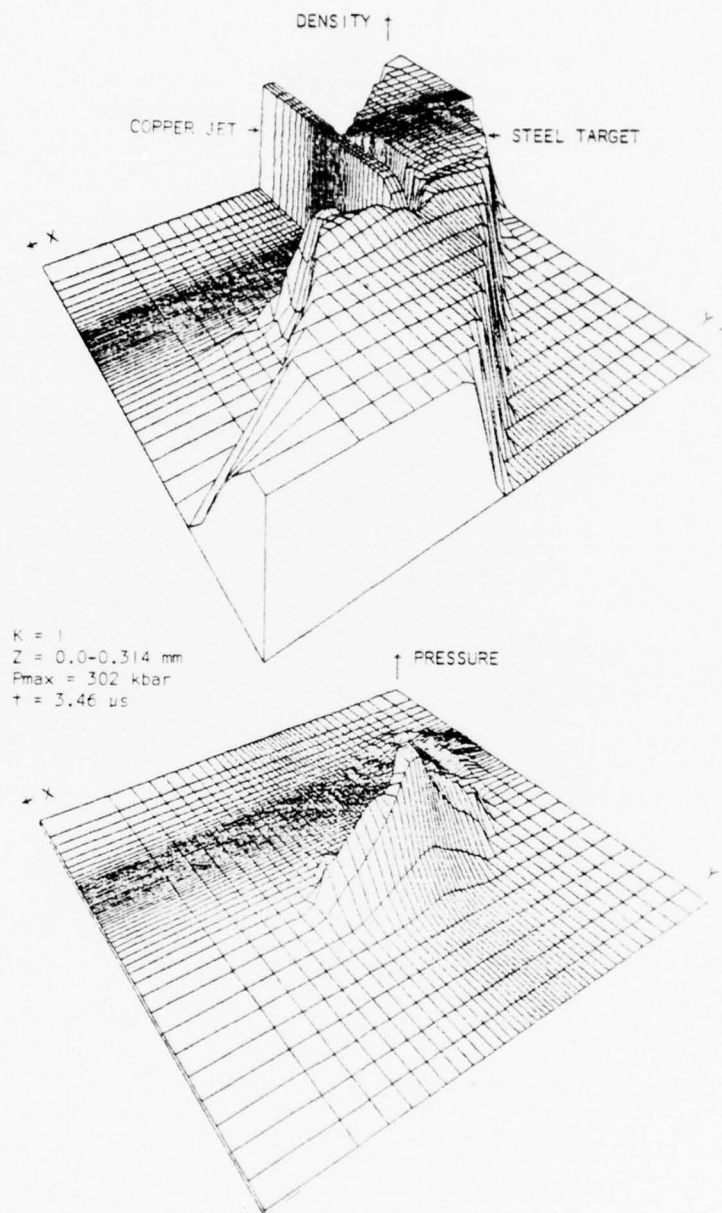 DENSITY ↑
COPPER JET →
← STEEL TARGET
← X
Y
K = 1
Z = 0.0-0.314 mm
Pmax = 302 kbar
t = 3.46 µs
↑ PRESSURE
← X
Y